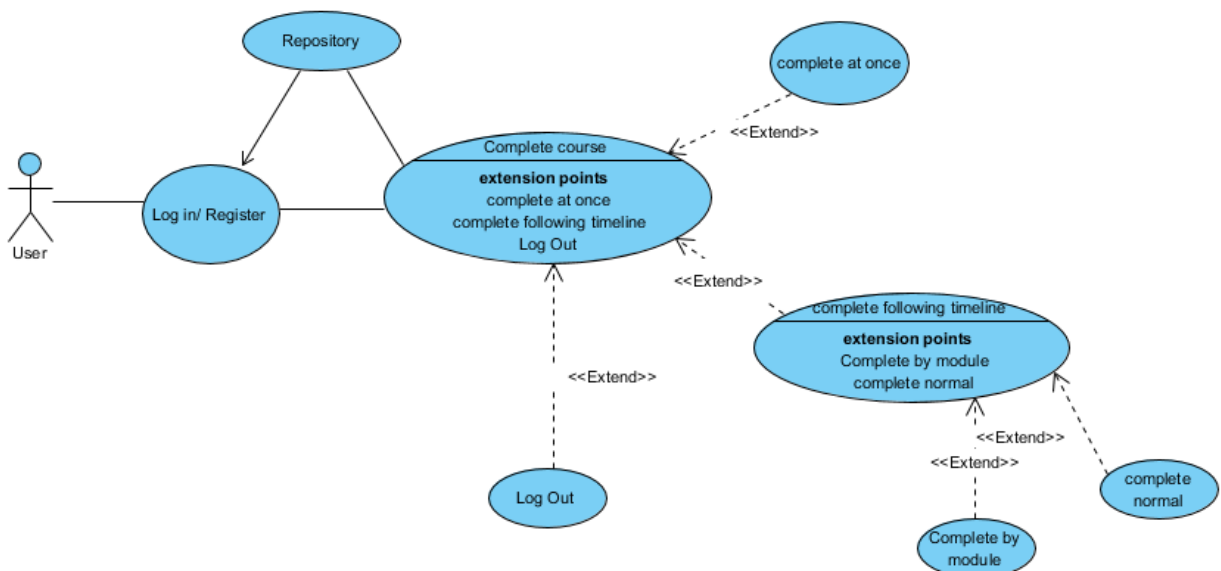 Repository
complete at once
<<Extend>>
Complete course
extension points
complete at once
complete following timeline
Log Out
Log in/ Register
User
<<Extend>>
complete following timeline
extension points
Complete by module
complete normal
<<Extend>>
<<Extend>>
<<Extend>>
Log Out
complete
normal
Complete by
module